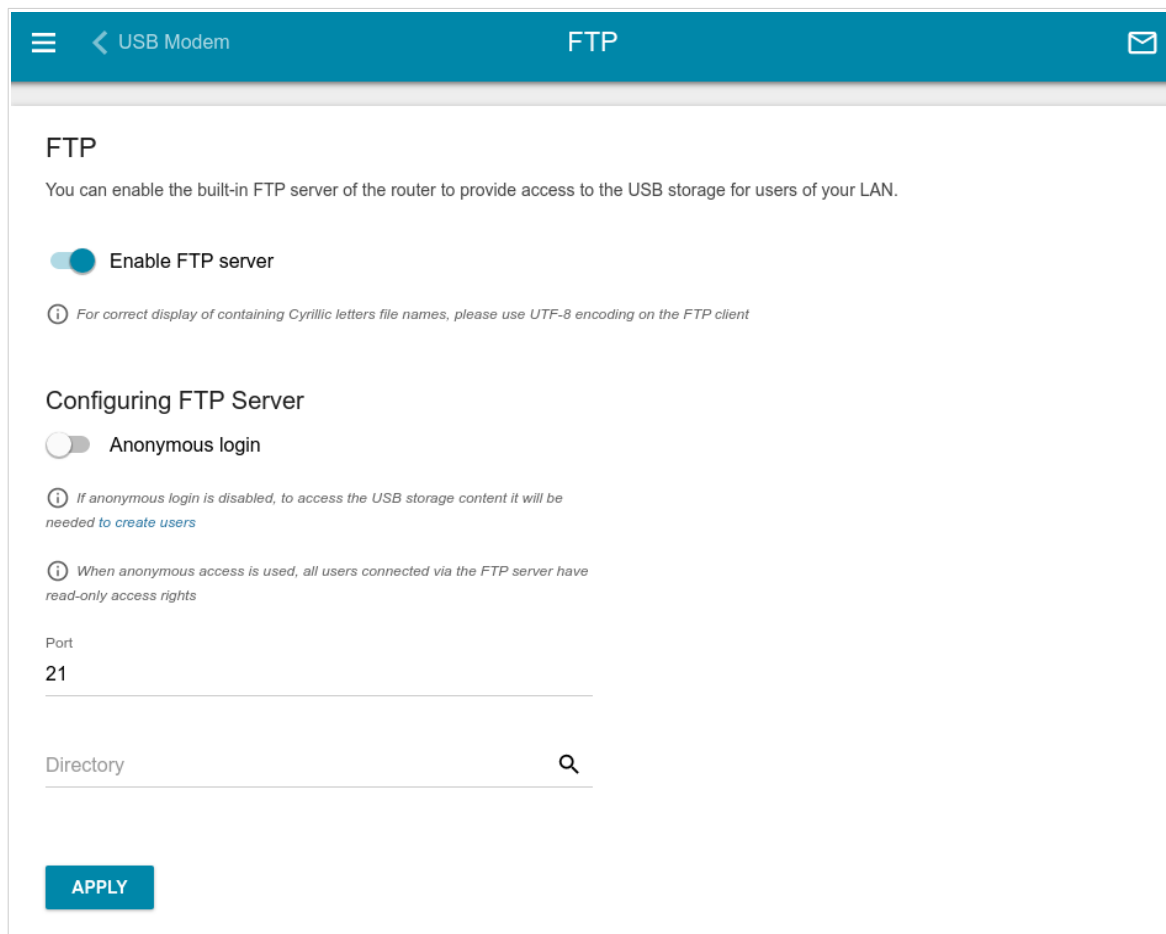 USB Modem
FTP
FTP
You can enable the built-in FTP server of the router to provide access to the USB storage for users of your LAN.
Enable FTP server
For correct display of containing Cyrillic letters file names, please use UTF-8 encoding on the FTP client
Configuring FTP Server
Anonymous login
If anonymous login is disabled, to access the USB storage content it will be
needed to create users
When anonymous access is used, all users connected via the FTP server have
read-only access rights
Port
21
Directory
APPLY